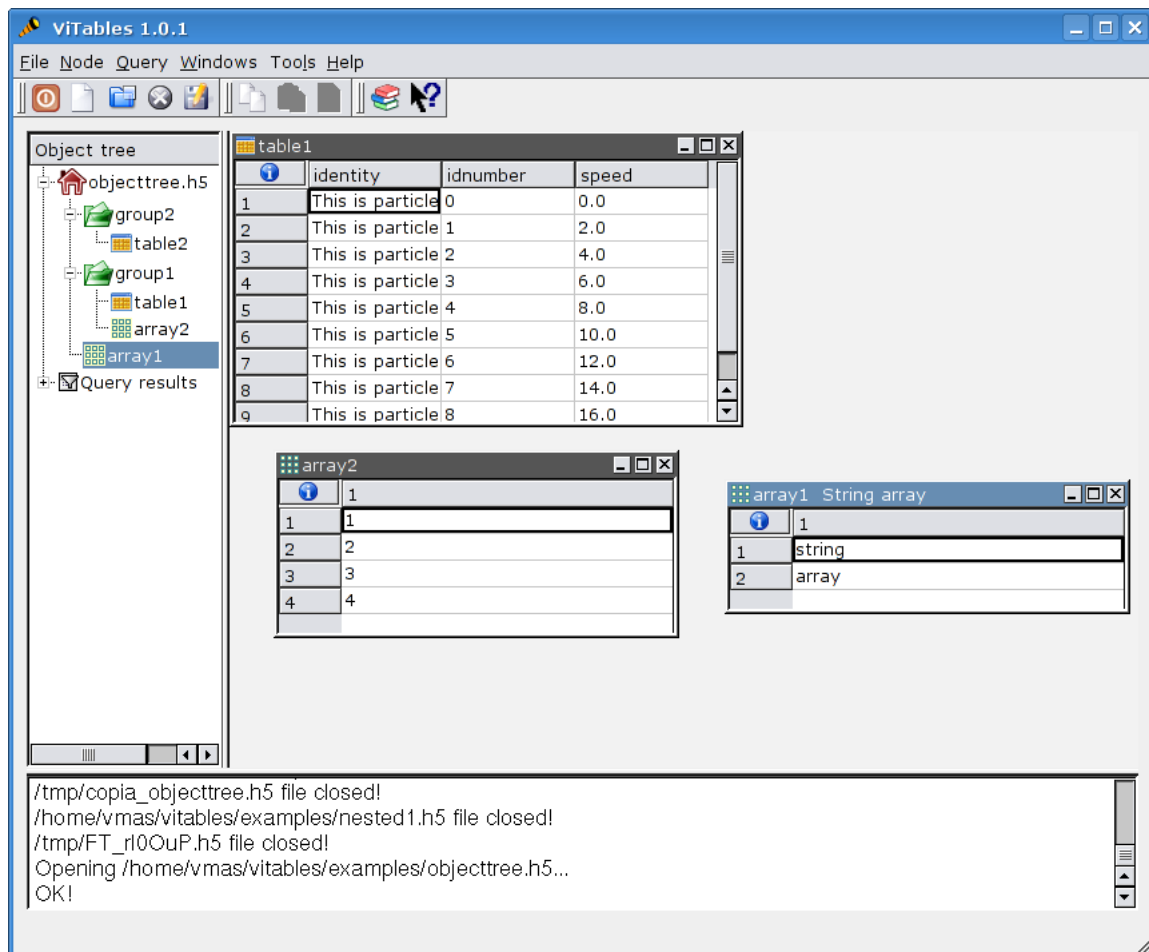 ViTables 1.0.1
File Node Query Windows Tools Help
Object tree
objecttree.h5
group2
table2
group1
table1
array2
array1
Query results
table1
identity idnumber speed
1 This is particle 0 0.0
2 This is particle 1 2.0
3 This is particle 2 4.0
4 This is particle 3 6.0
5 This is particle 4 8.0
6 This is particle 5 10.0
7 This is particle 6 12.0
8 This is particle 7 14.0
9 This is particle 8 16.0
array2
1
1 1
2 2
3 3
4 4
array1 String array
1
1 string
2 array
/tmp/copia_objecttree.h5 file closed!
/home/vmas/vitables/examples/nested1.h5 file closed!
/tmp/FT_rI0OuP.h5 file closed!
Opening /home/vmas/vitables/examples/objecttree.h5...
OK!